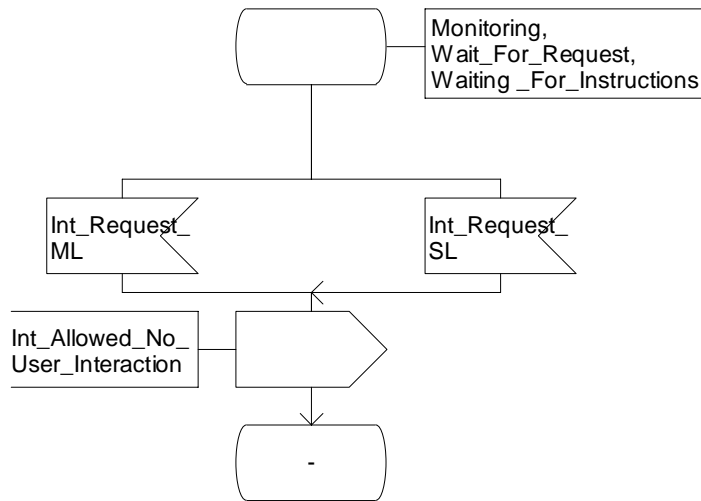 Monitoring,
Wait_For_Request,
Waiting _For_Instructions
Int_Request_
ML
Int_Request_
SL
Int_Allowed_No_
User_Interaction
-